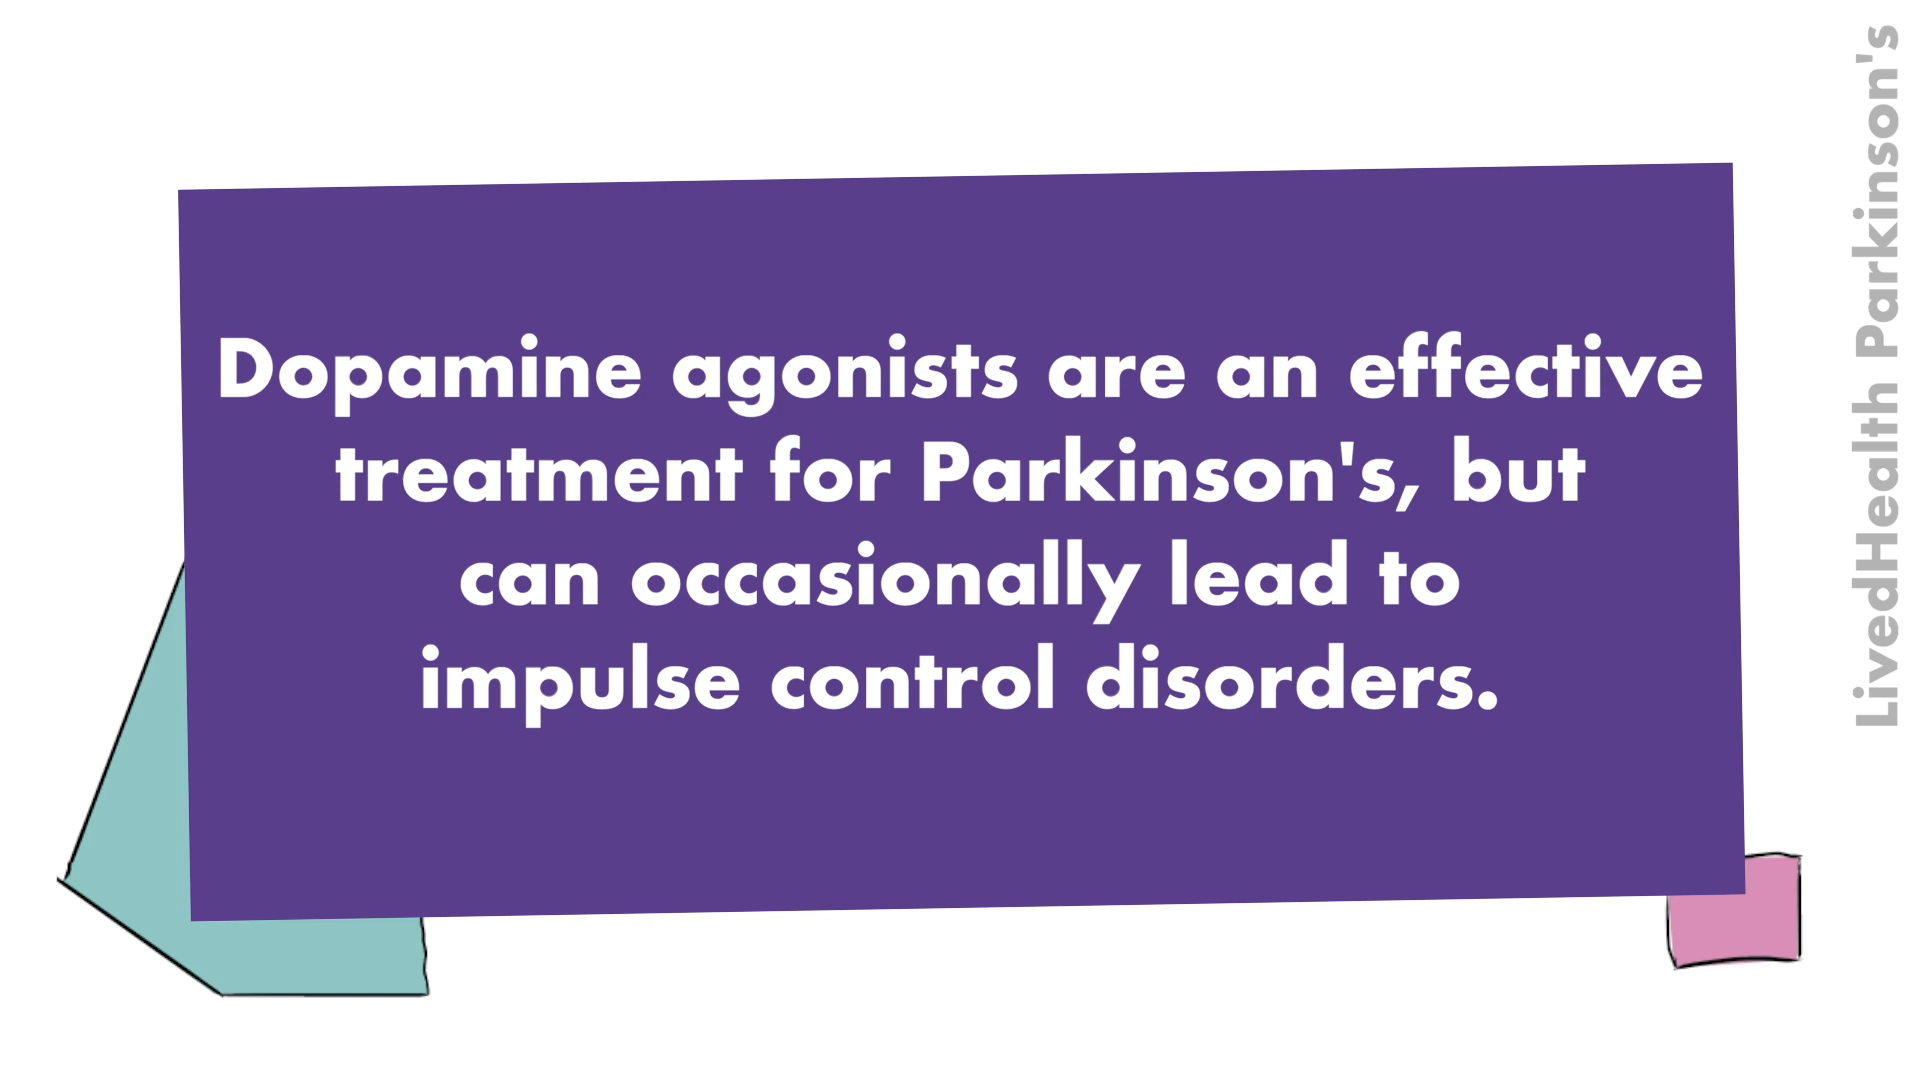 Dopamine agonists are an effective
treatment for Parkinson's, but
can occasionally lead to
impulse control disorders.
LivedHealth Parkinson's